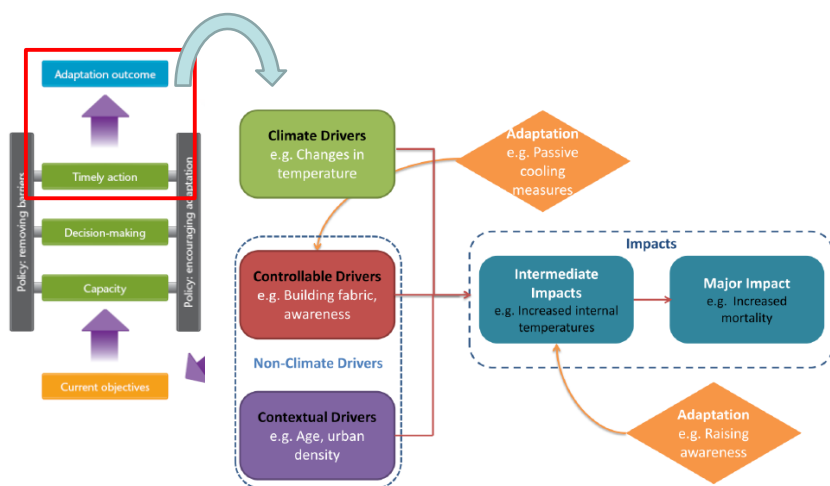 Adaptation outcome
Timely action
Decision-making
Capacity
Current objectives
Policy: removing barriers
Policy: encouraging adaptation
Climate Drivers
e.g. Changes in
temperature
Adaptation
e.g. Passive
cooling
measures
Controllable Drivers
e.g. Building fabric,
awareness
Non-Climate Drivers
Contextual Drivers
e.g. Age, urban
density
Impacts
Intermediate
Impacts
e.g. Increased internal
temperatures
Major Impact
e.g. Increased
mortality
Adaptation
e.g. Raising
awareness